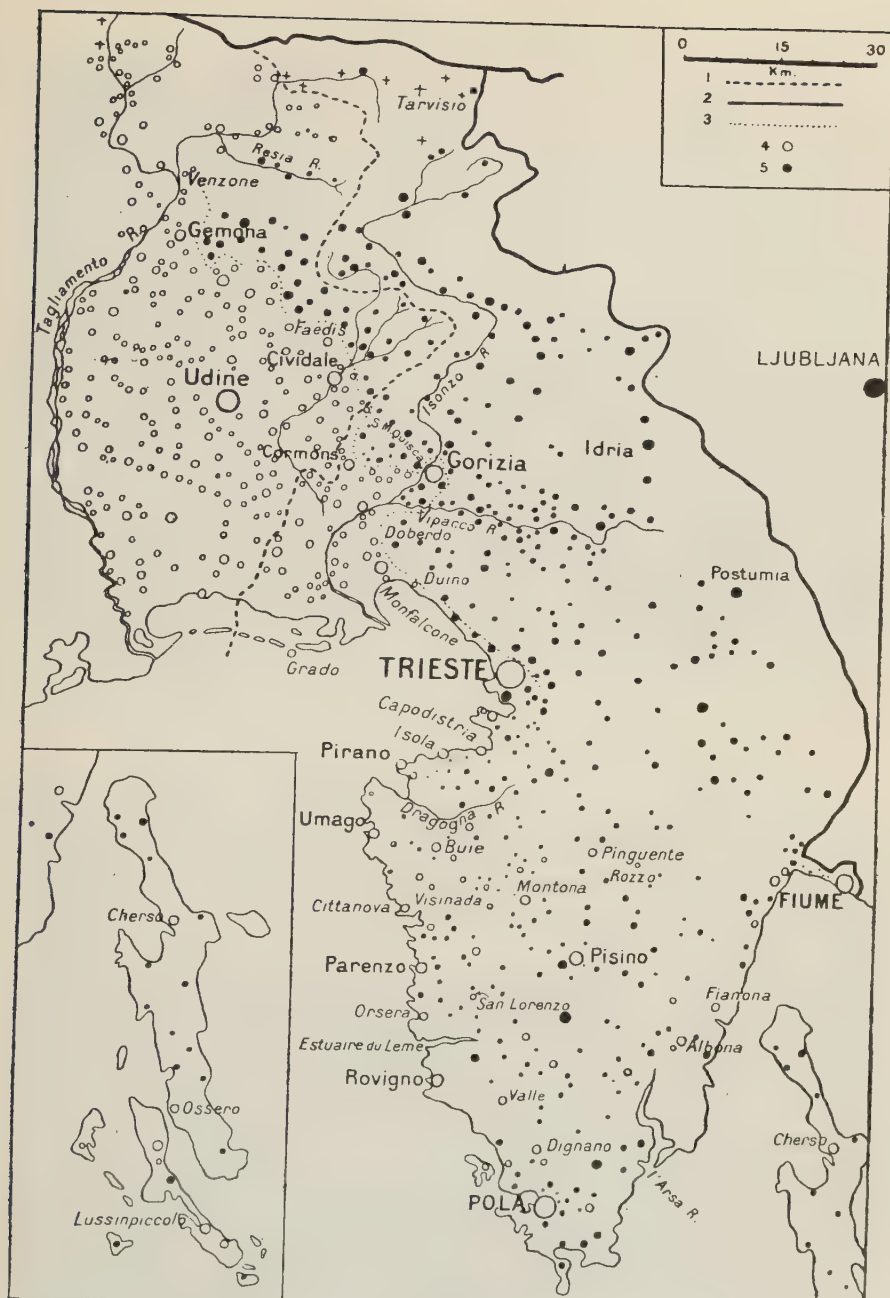 0 15 30
Km.
1
2
3
4
5
Tarvisio
Resia R.
Venzone
Gemona
Tagliamento R.
Faedis
Cividale
Udine
LJUBLJANA
Isonzo R
S.M.Quisca
Cormons
Gorizia
Idria
Vipacco R
Doberdo
Duino
Postumia
Monfalcone
Grado
TRIESTE
Capodistria
Isola
Pirano
Dragogna R
Umago
Buie
Pinguente
Rozzo
Visinada
Montona
Cittanova
FIUME
Cherso
Parenzo
Pisino
Orsera
San Lorenzo
Fianona
Estuaire du Leme
Albona
Rovigno
Valle
Ossero
Dignano
Cherso
l'Arsa R.
POLA
Lussinpiccolo